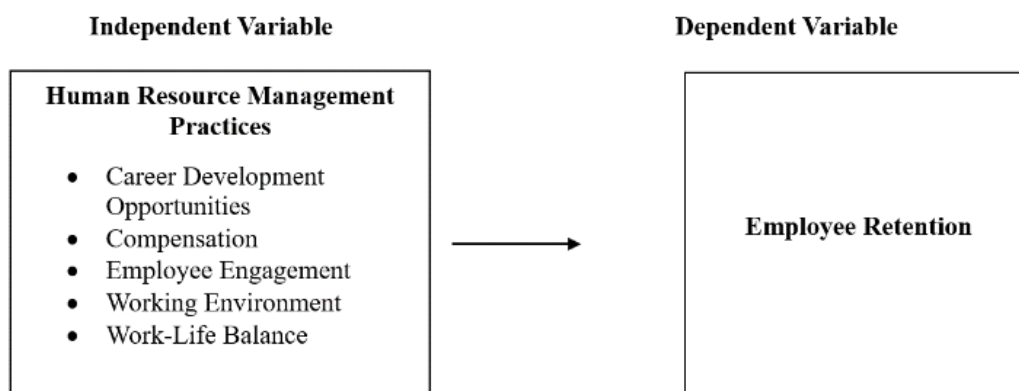 Independent Variable
Dependent Variable
Human Resource Management
Practices
• Career Development
Opportunities
• Compensation
• Employee Engagement
• Working Environment
• Work-Life Balance
Employee Retention